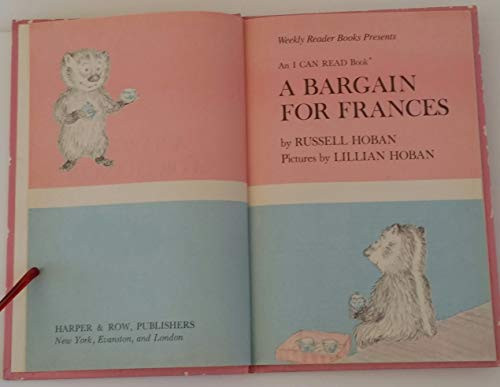 HARPER & ROW, PUBLISHERS
New York, Evanston, and London
Weekly Reader Books Presents
An I CAN READ Book®
A BARGAIN
FOR FRANCES
by RUSSELL HOBAN
Pictures by LILLIAN HOBAN